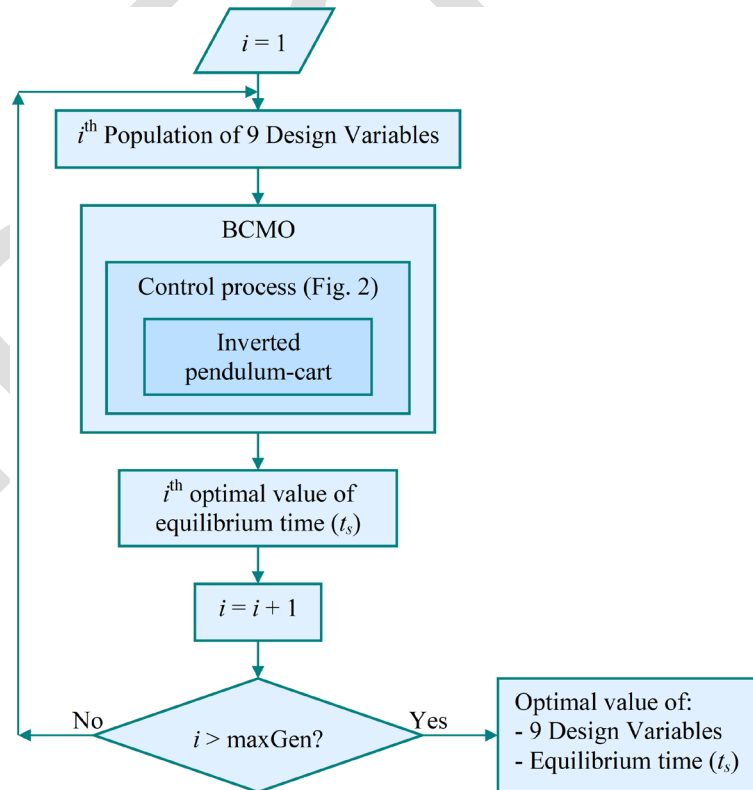 i = 1
ith Population of 9 Design Variables
BCMO
Control process (Fig. 2)
Inverted
pendulum-cart
ith optimal value of
equilibrium time (ts)
i = i + 1
No
i > maxGen?
Yes
Optimal value of:
- 9 Design Variables
- Equilibrium time (ts)